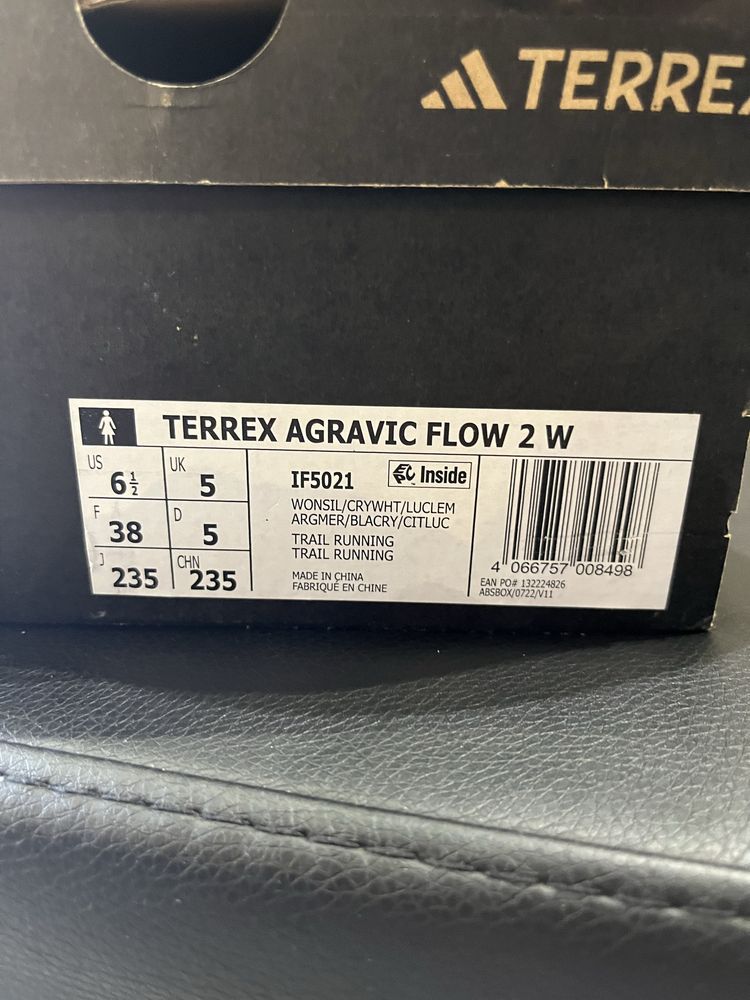 TERREX
TERREX AGRAVIC FLOW 2 W
US 6½ UK 5
F 38 D 5
J 235 CHN 235
IF5021 Inside
WONSIL/CRYWHT/LUCLEM
ARGMER/BLACRY/CITLUC
TRAIL RUNNING
TRAIL RUNNING
MADE IN CHINA
FABRIQUÉ EN CHINE
4 066757 008498
EAN PO# 132224826
ABSBOX/0722/V11